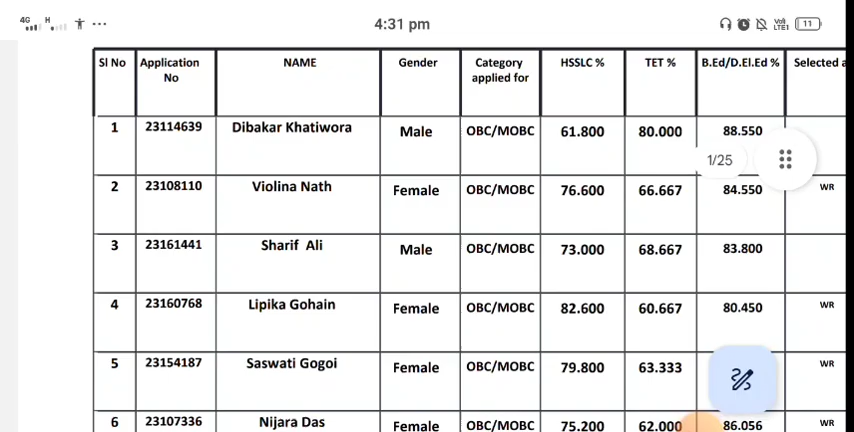 4G H 4:31 pm Vo) LTE1 11
Sl No Application No NAME Gender Category applied for HSSLC % TET % B.Ed/D.El.Ed % Selected a
1 23114639 Dibakar Khatiwora Male OBC/MOBC 61.800 80.000 88.550
1/25
2 23108110 Violina Nath Female OBC/MOBC 76.600 66.667 84.550 WR
3 23161441 Sharif Ali Male OBC/MOBC 73.000 68.667 83.800
4 23160768 Lipika Gohain Female OBC/MOBC 82.600 60.667 80.450 WR
5 23154187 Saswati Gogoi Female OBC/MOBC 79.800 63.333 WR
6 23107336 Nijara Das Female OBC/MOBC 75.200 62.000 86.056 WR